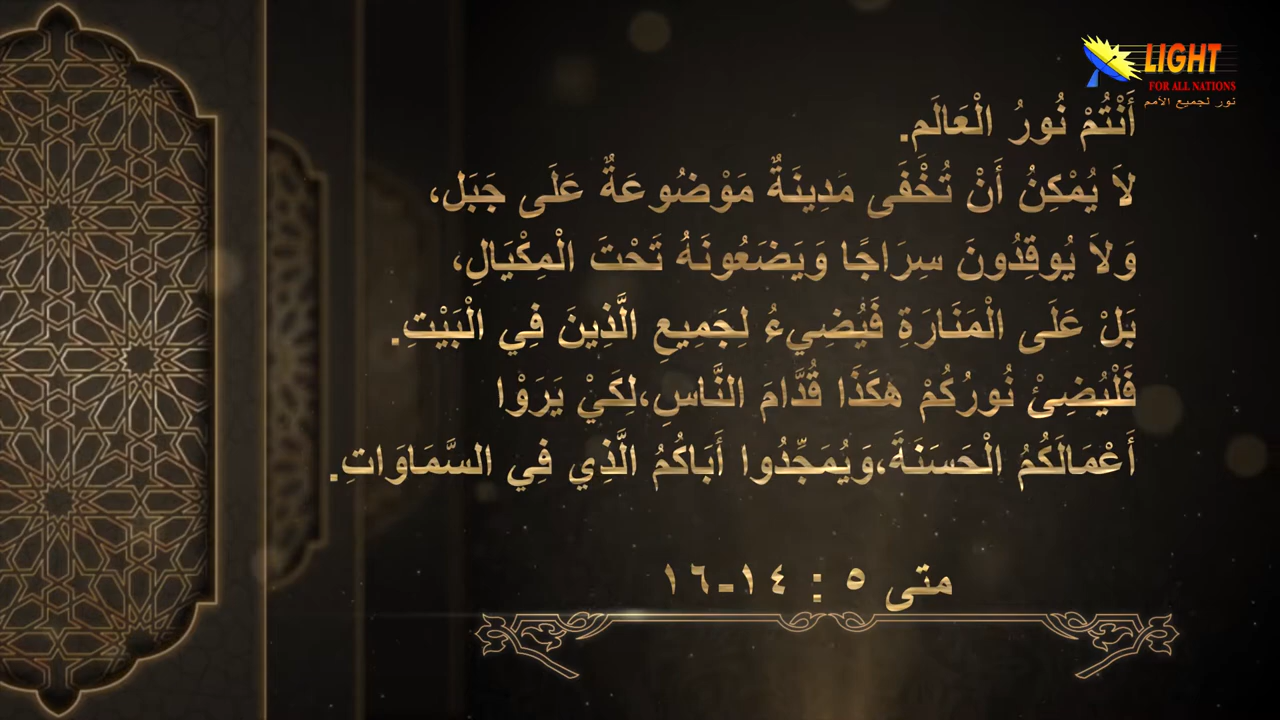 LIGHT
FOR ALL NATIONS
نور لجميع الأمم
أَنْتُمْ نُورُ الْعَالَمِ.
لاَ يُمْكِنُ أَنْ تُخْفَى مَدِينَةٌ مَوْضُوعَةٌ عَلَى جَبَل،
وَلاَ يُوقِدُونَ سِرَاجًا وَيَضَعُونَهُ تَحْتَ الْمِكْيَالِ،
بَلْ عَلَى الْمَنَارَةِ فَيُضِيءُ لِجَمِيعِ الَّذِينَ فِي الْبَيْتِ.
فَلْيُضِئْ نُورُكُمْ هكَذَا قُدَّامَ النَّاسِ،لِكَيْ يَرَوْا
أَعْمَالَكُمُ الْحَسَنَةَ،وَيُمَجِّدُوا أَبَاكُمُ الَّذِي فِي السَّمَاوَاتِ.
متى ٥ : ١٤-١٦